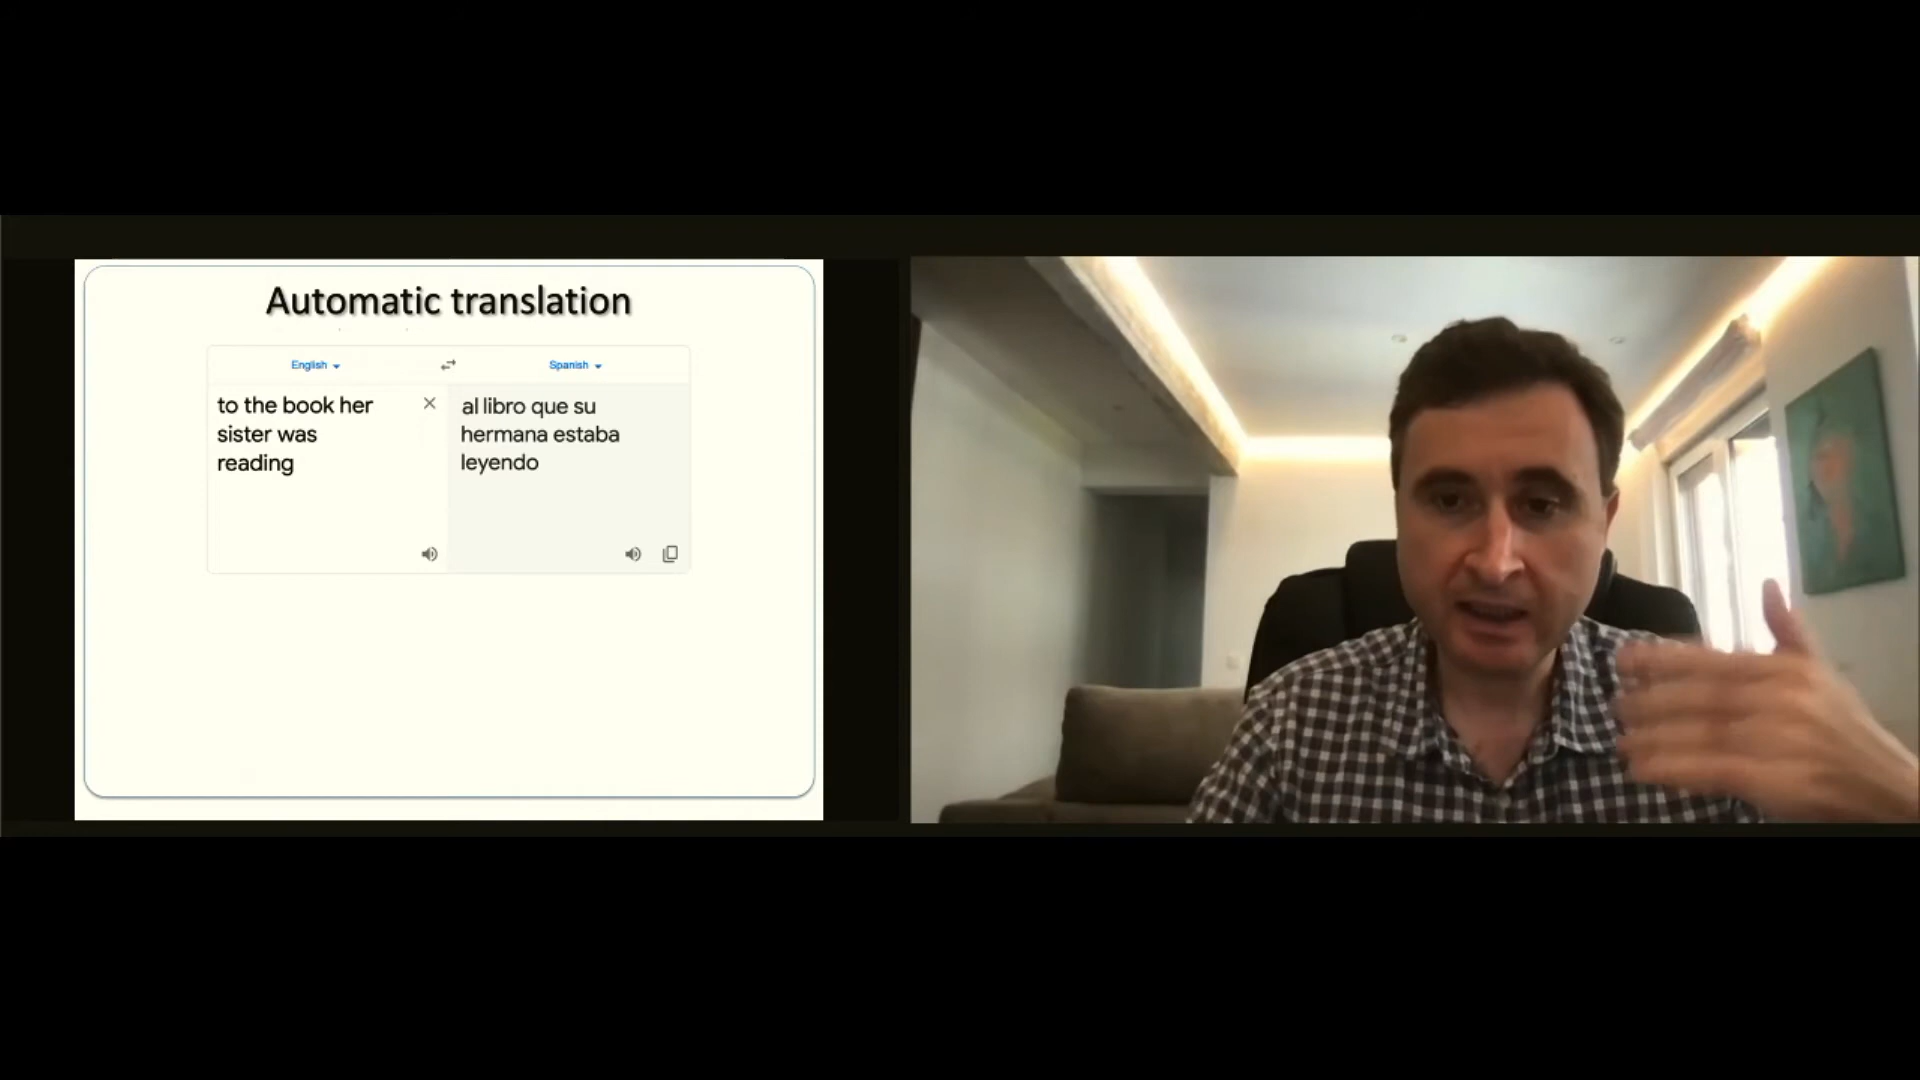 Automatic translation
English
Spanish
to the book her
sister was
reading
al libro que su
hermana estaba
leyendo